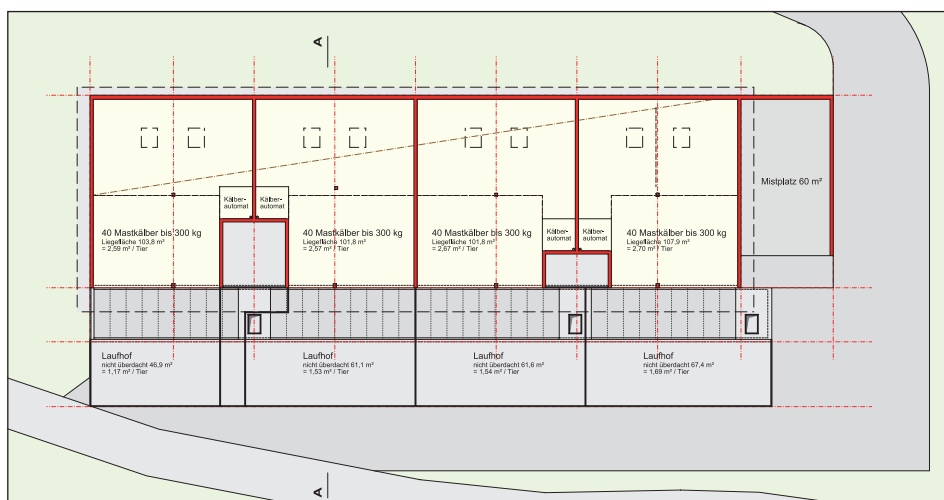 A
Mistplatz 60 m²
Kälber-
automat
Kälber-
automat
40 Mastkälber bis 300 kg
Liegefläche 103,8 m²
= 2,59 m² / Tier
40 Mastkälber bis 300 kg
Liegefläche 101,8 m²
= 2,57 m² / Tier
40 Mastkälber bis 300 kg
Liegefläche 101,8 m²
= 2,67 m² / Tier
Kälber-
automat
Kälber-
automat
40 Mastkälber bis 300 kg
Liegefläche 107,9 m²
= 2,70 m² / Tier
Laufhof
nicht überdacht 46,9 m²
= 1,17 m² / Tier
Laufhof
nicht überdacht 61,1 m²
= 1,53 m² / Tier
Laufhof
nicht überdacht 61,6 m²
= 1,54 m² / Tier
Laufhof
nicht überdacht 67,4 m²
= 1,69 m² / Tier
A